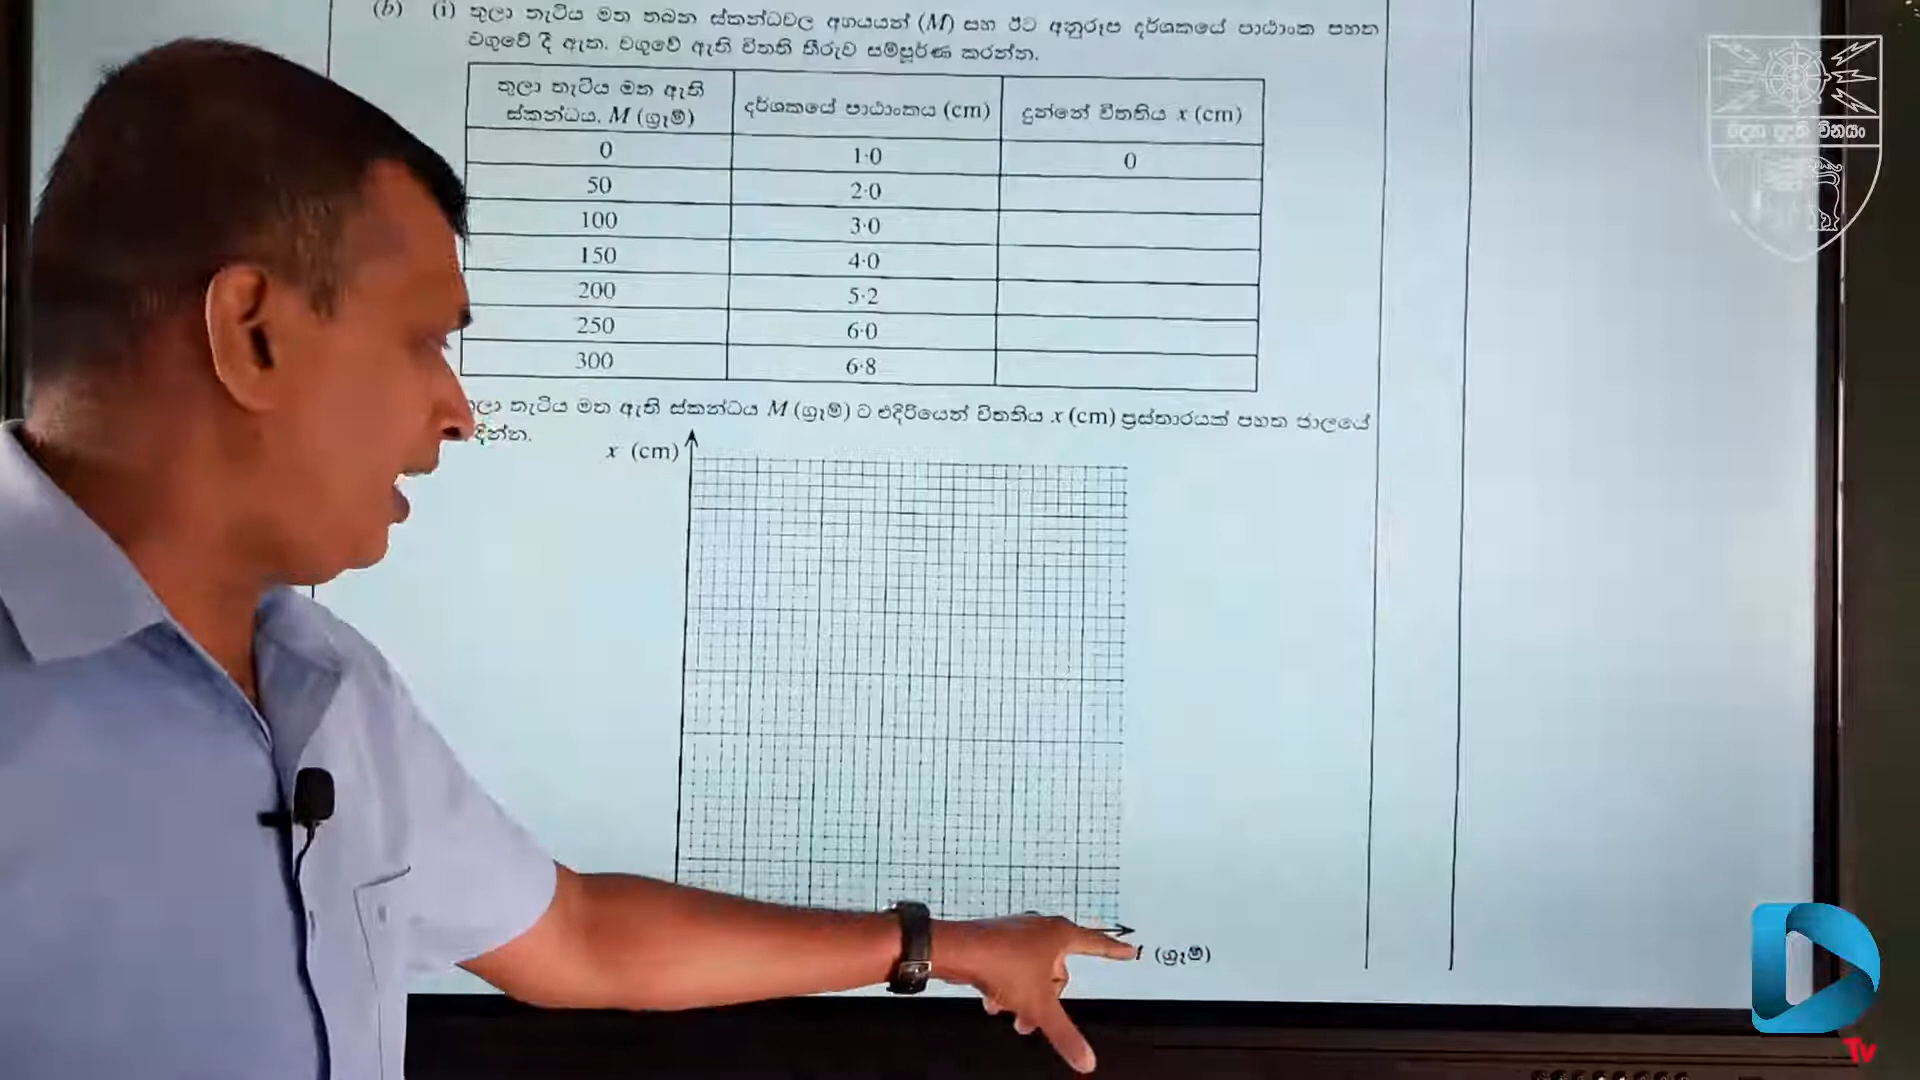 (b) (i) තුලා තැටිය මත තබන ස්කන්ධවල අගයයන් (M) සහ ඊට අනුරූප දර්ශකයේ පාඨාංක පහත
වගුවේ දී ඇත. වගුවේ ඇති විතති තීරුව සම්පූර්ණ කරන්න.
තුලා තැටිය මත ඇති ස්කන්ධය, M (ග්‍රෑම්) දර්ශකයේ පාඨාංකය (cm) දුන්නේ විතතිය x (cm)
0 1·0 0
50 2·0
100 3·0
150 4·0
200 5·2
250 6·0
300 6·8
තුලා තැටිය මත ඇති ස්කන්ධය M (ග්‍රෑම්) ට එදිරියෙන් විතතිය x (cm) ප්‍රස්තාරයක් පහත ජාලයේ
අඳින්න.
x (cm)
(ග්‍රෑම්)
විනයං
Tv